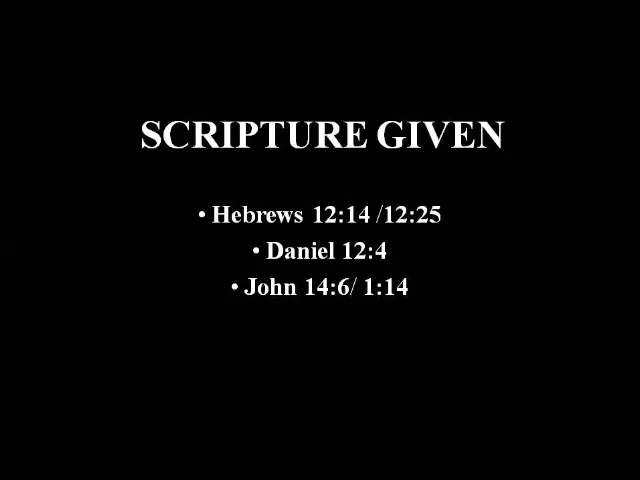 SCRIPTURE GIVEN
• Hebrews 12:14 /12:25
• Daniel 12:4
• John 14:6/ 1:14